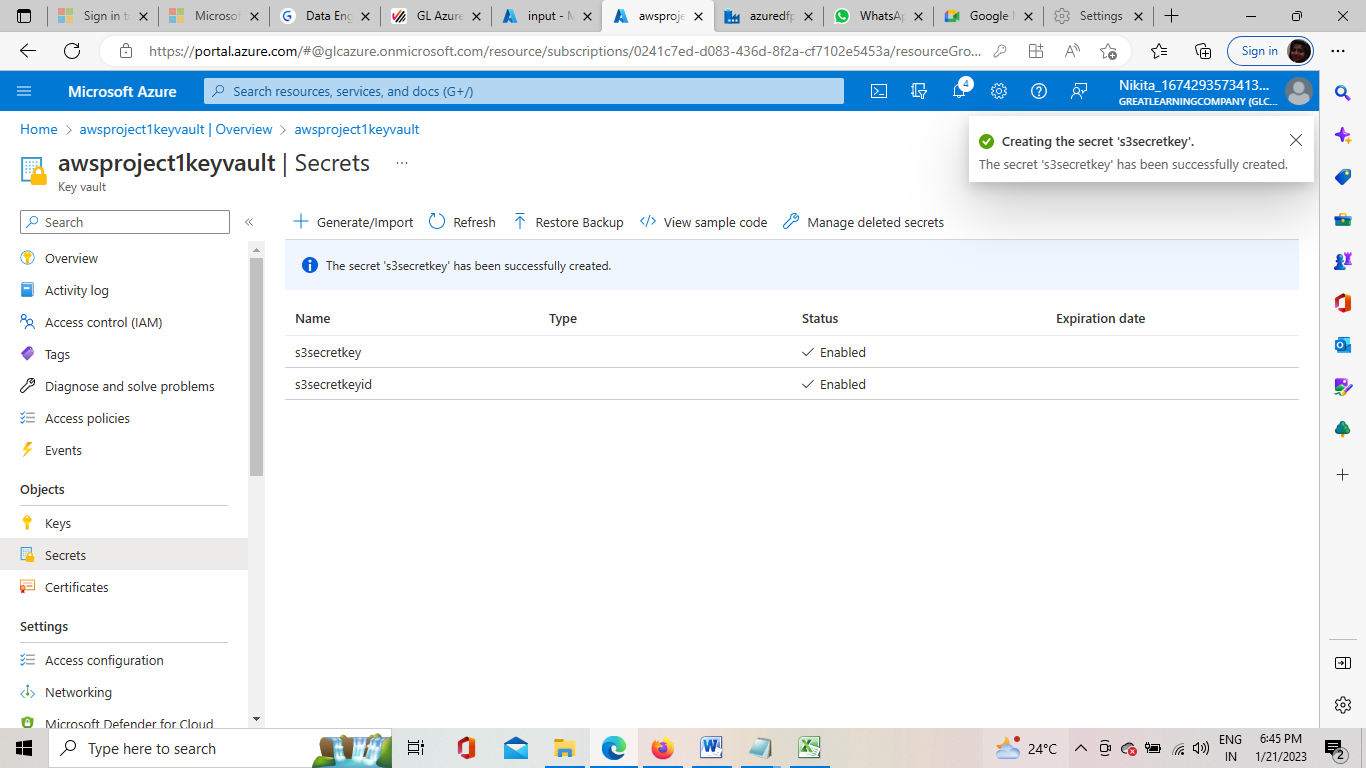 Sign in t
Microsof
Data Eng
GL Azure
input - M
awsproje
azuredfp
WhatsAp
Google M
Settings
https://portal.azure.com/#@glcazure.onmicrosoft.com/resource/subscriptions/0241c7ed-d083-436d-8f2a-cf7102e5453a/resourceGro...
Sign in
Microsoft Azure
Search resources, services, and docs (G+/)
4
Nikita_1674293573413...
GREATLEARNINGCOMPANY (GLC...
Home > awsproject1keyvault | Overview > awsproject1keyvault
awsproject1keyvault | Secrets ...
Key vault
Creating the secret 's3secretkey'.
The secret 's3secretkey' has been successfully created.
Search
Generate/Import
Refresh
Restore Backup
View sample code
Manage deleted secrets
Overview
Activity log
Access control (IAM)
Tags
Diagnose and solve problems
Access policies
Events
Objects
Keys
Secrets
Certificates
Settings
Access configuration
Networking
Microsoft Defender for Cloud
The secret 's3secretkey' has been successfully created.
Name Type Status Expiration date
s3secretkey Enabled
s3secretkeyid Enabled
Type here to search
24°C
ENG
IN
6:45 PM
1/21/2023
2